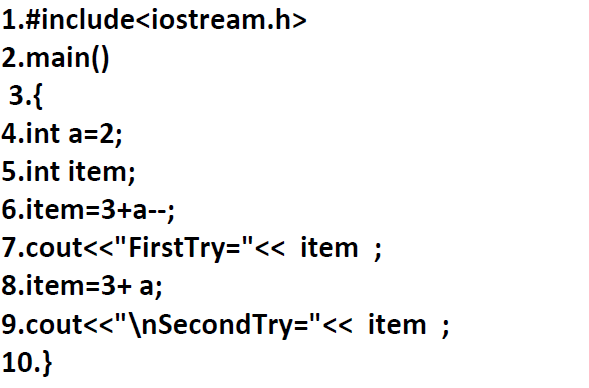 1.#include<iostream.h>
2.main()
3.{
4.int a=2;
5.int item;
6.item=3+a--;
7.cout<<"FirstTry="<<  item  ;
8.item=3+ a;
9.cout<<"\nSecondTry="<<  item  ;
10.}